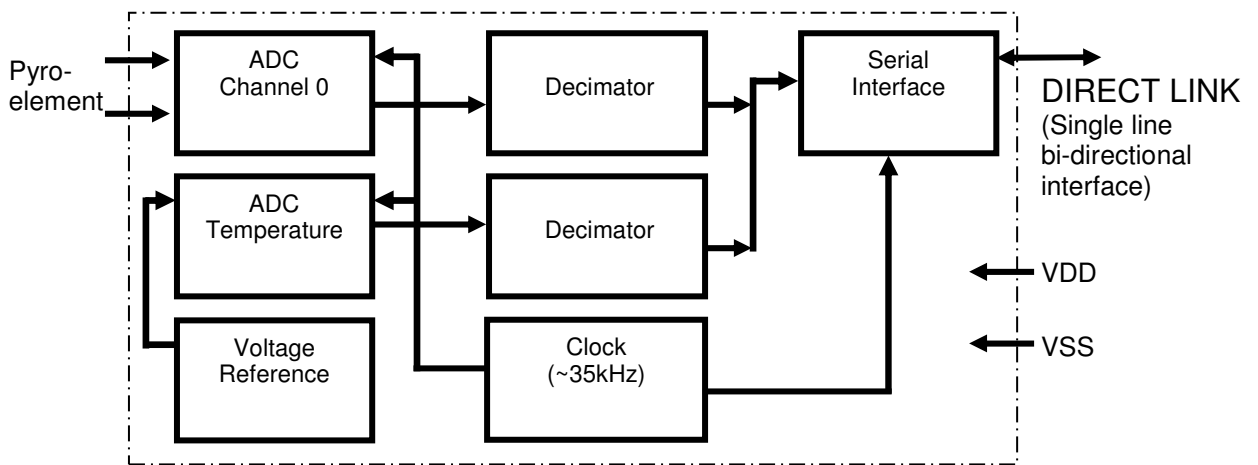 Pyro-
element
ADC
Channel 0
Decimator
Serial
Interface
DIRECT LINK
(Single line
bi-directional
interface)
ADC
Temperature
Decimator
VDD
Voltage
Reference
Clock
(~35kHz)
VSS